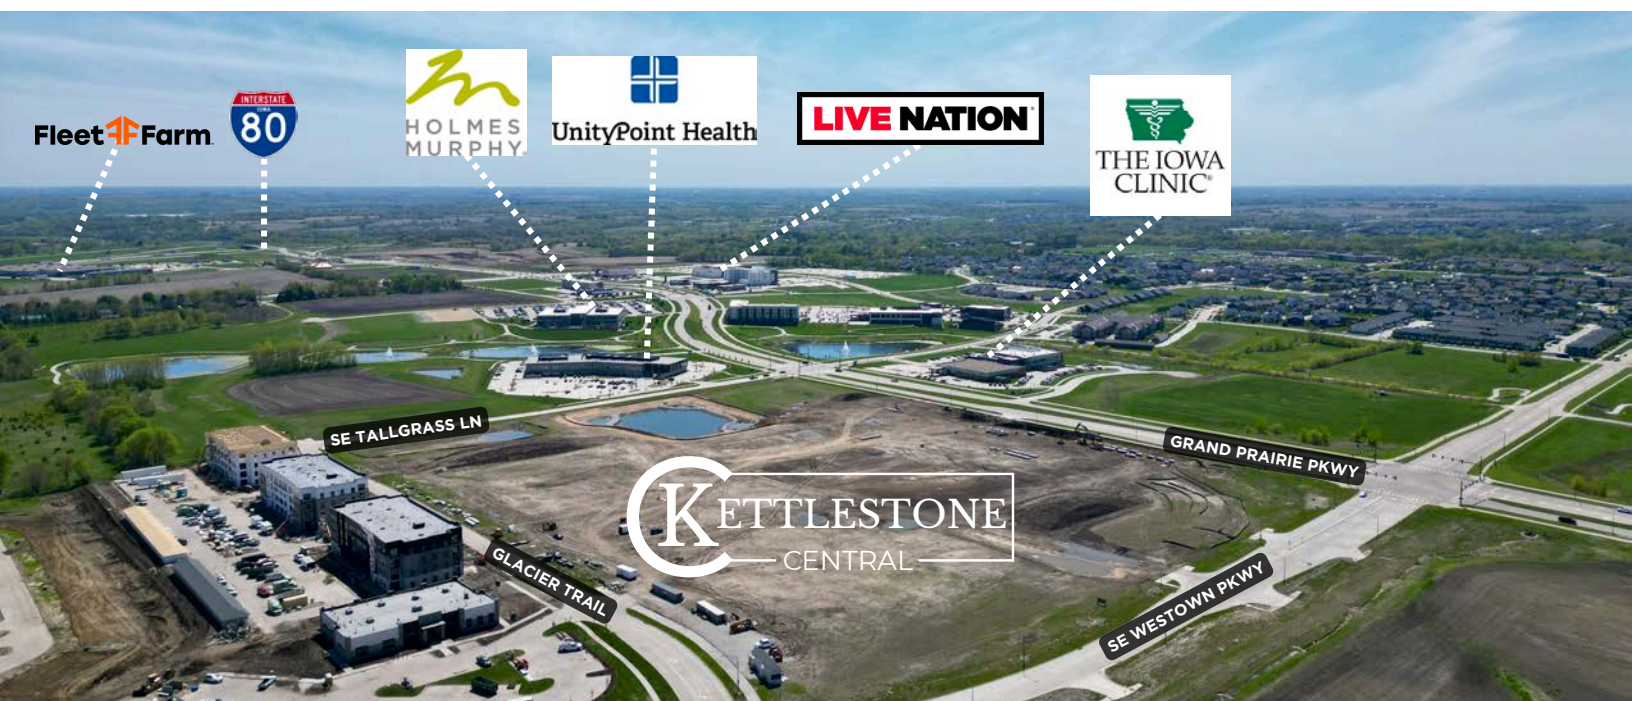 Fleet Farm
INTERSTATE
IOWA
80
HOLMES
MURPHY
UnityPoint Health
LIVE NATION
THE IOWA
CLINIC
SE TALLGRASS LN
GRAND PRAIRIE PKWY
KETTLESTONE
CENTRAL
GLACIER TRAIL
SE WESTOWN PKWY